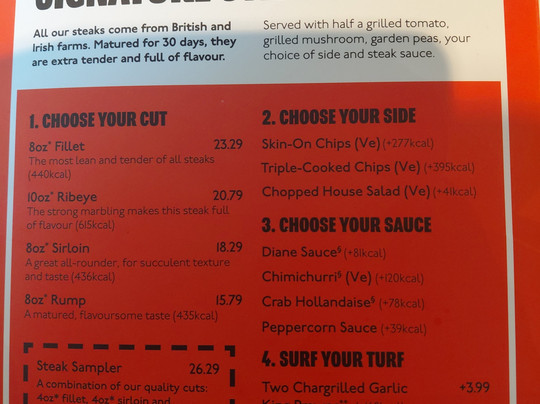 All our steaks come from British and
Irish farms. Matured for 30 days, they
are extra tender and full of flavour.
Served with half a grilled tomato,
grilled mushroom, garden peas, your
choice of side and steak sauce.
1. CHOOSE YOUR CUT
8oz* Fillet 23.29
The most lean and tender of all steaks
(440kcal)
10oz* Ribeye 20.79
The strong marbling makes this steak full
of flavour (615kcal)
8oz* Sirloin 18.29
A great all-rounder, for succulent texture
and taste (436kcal)
8oz* Rump 15.79
A matured, flavoursome taste (435kcal)
Steak Sampler 26.29
A combination of our quality cuts:
4oz* fillet, 4oz* sirloin and
2. CHOOSE YOUR SIDE
Skin-On Chips (Ve) (+277kcal)
Triple-Cooked Chips (Ve) (+395kcal)
Chopped House Salad (Ve) (+41kcal)
3. CHOOSE YOUR SAUCE
Diane Sauce§ (+81kcal)
Chimichurri§ (Ve) (+120kcal)
Crab Hollandaise§ (+78kcal)
Peppercorn Sauce (+39kcal)
4. SURF YOUR TURF
Two Chargrilled Garlic +3.99